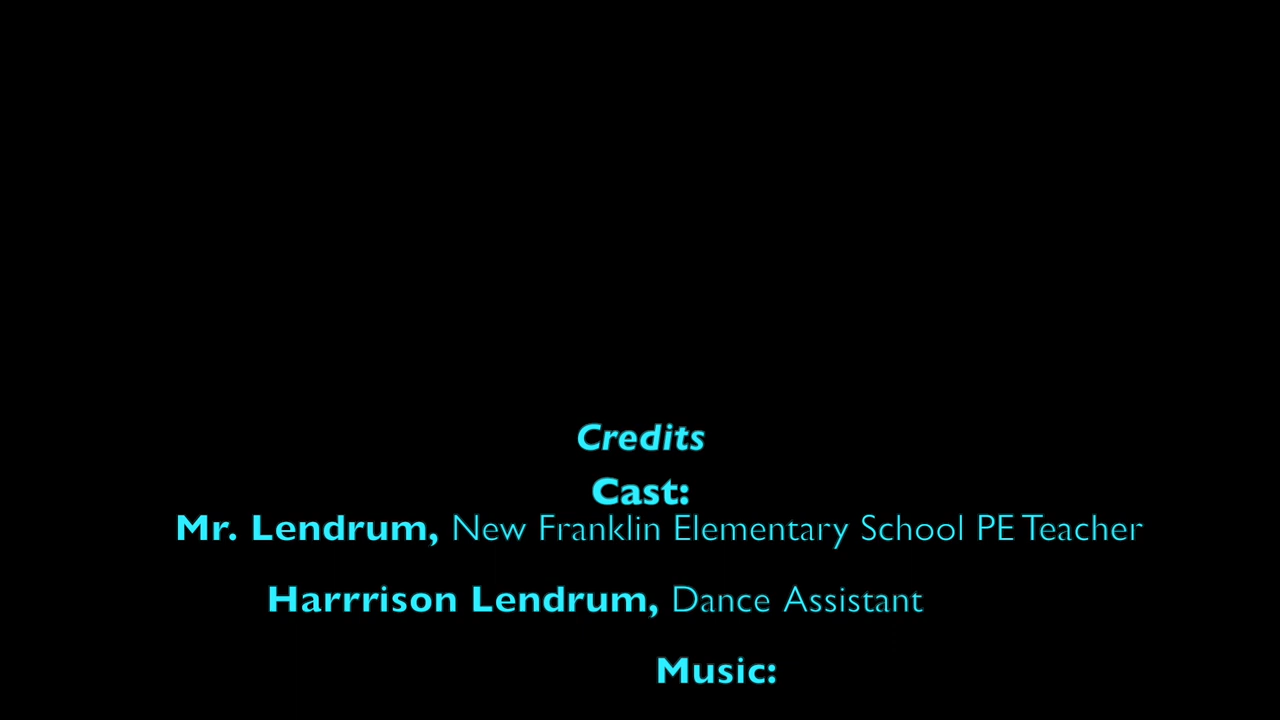 Credits
Cast:
Mr. Lendrum, New Franklin Elementary School PE Teacher
Harrrison Lendrum, Dance Assistant
Music: